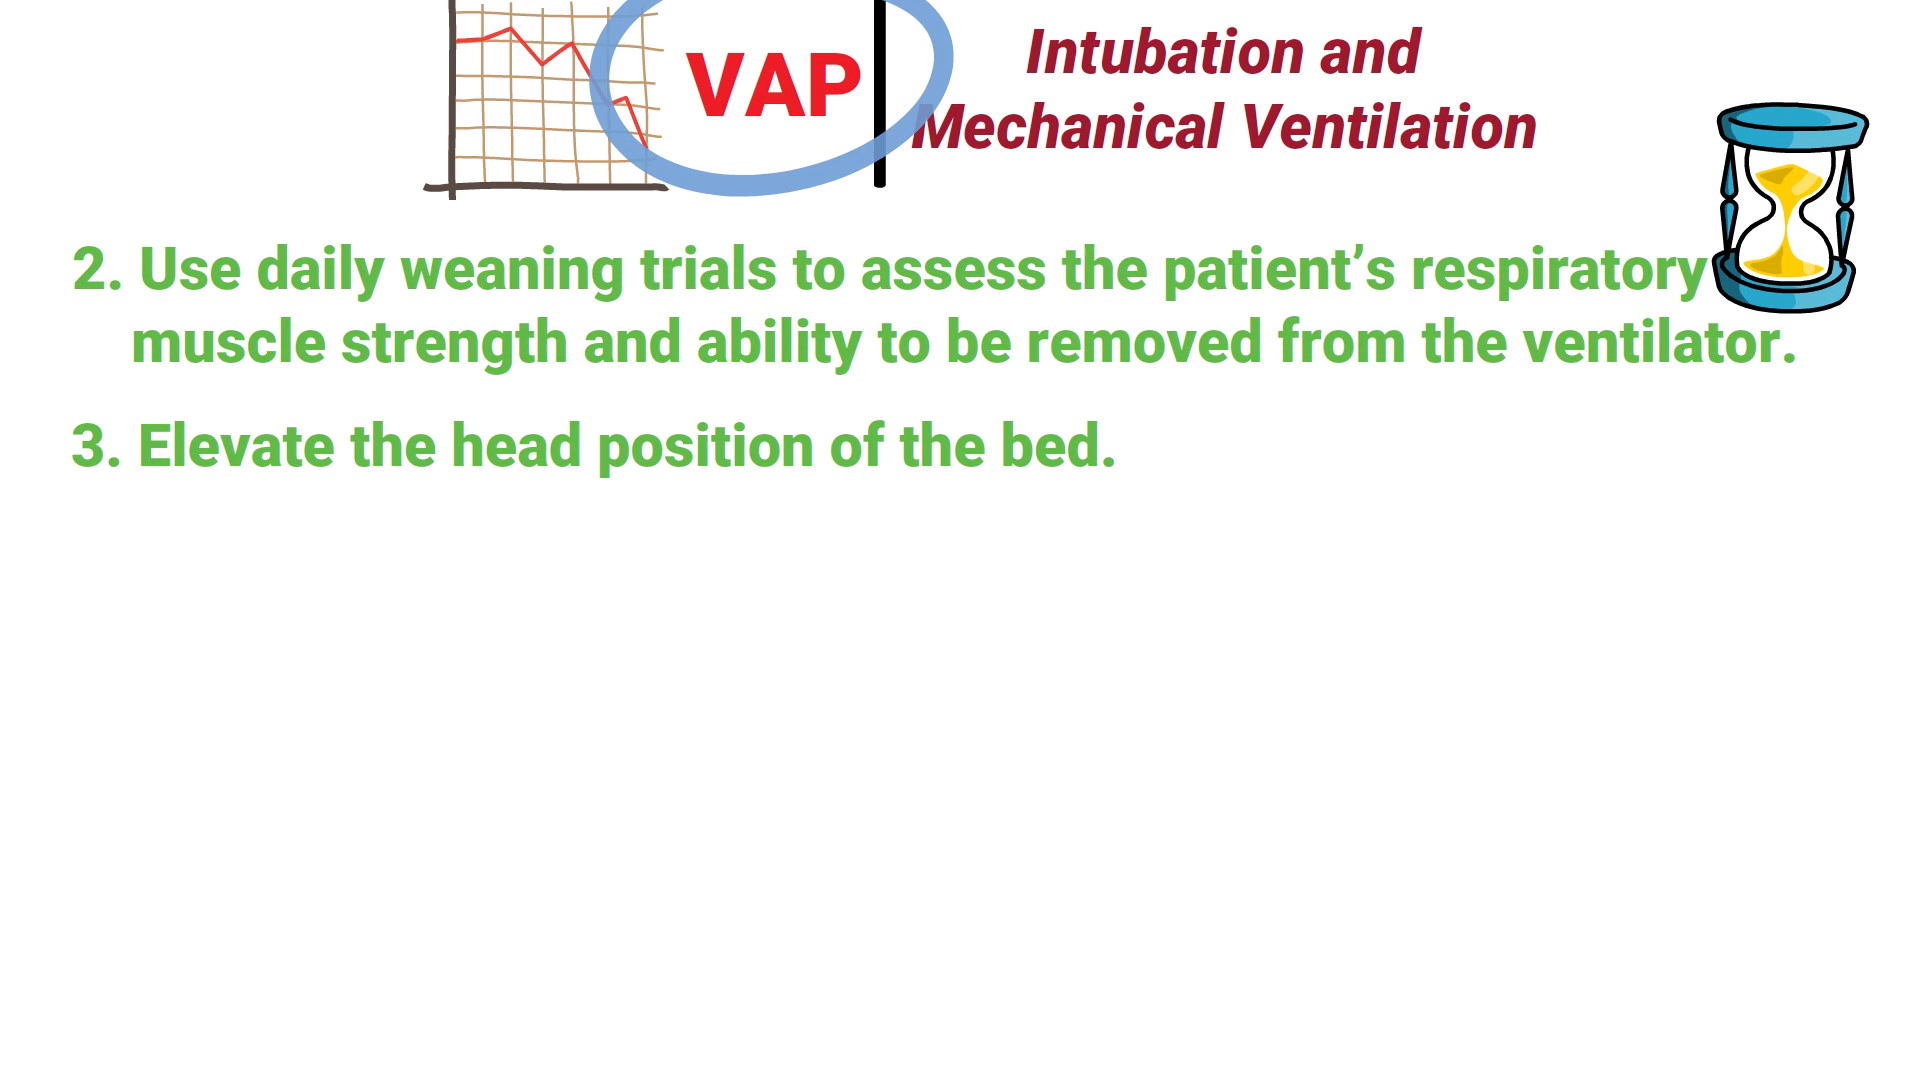 VAP
Intubation and
Mechanical Ventilation
2. Use daily weaning trials to assess the patient’s respiratory
muscle strength and ability to be removed from the ventilator.
3. Elevate the head position of the bed.